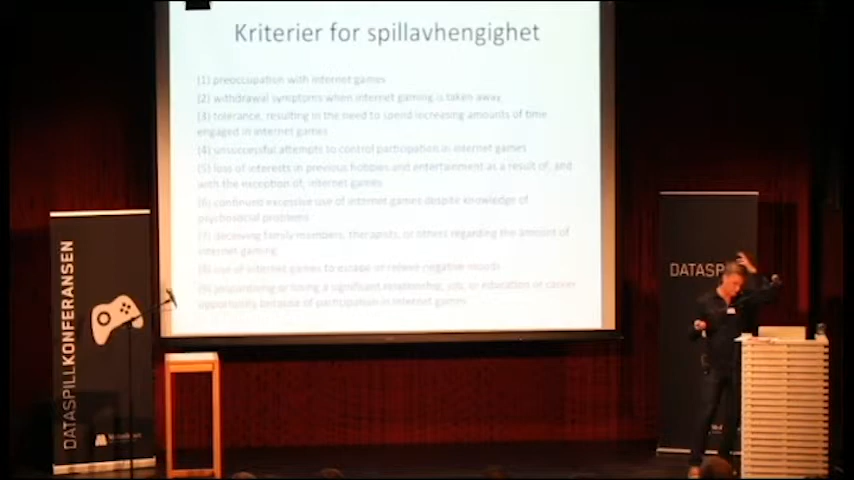 Kriterier for spillavhengighet
(1) preoccupation with internet games
(2) withdrawal symptoms when internet gaming is taken away
(3) tolerance, resulting in the need to spend increasing amounts of time
engaged in internet games
(4) unsuccessful attempts to control participation in internet games
(5) loss of interests in previous hobbies and entertainment as a result of, and
with the exception of, internet games
(6) continued excessive use of internet games despite knowledge of
psychosocial problems
(7) deceiving family members, therapists, or others regarding the amount of
internet gaming
(8) use of internet games to escape or relieve negative moods
(9) jeopardizing or losing a significant relationship, job, or education or career
opportunity because of participation in internet games
DATASPILLKONFERANSEN
DATASP